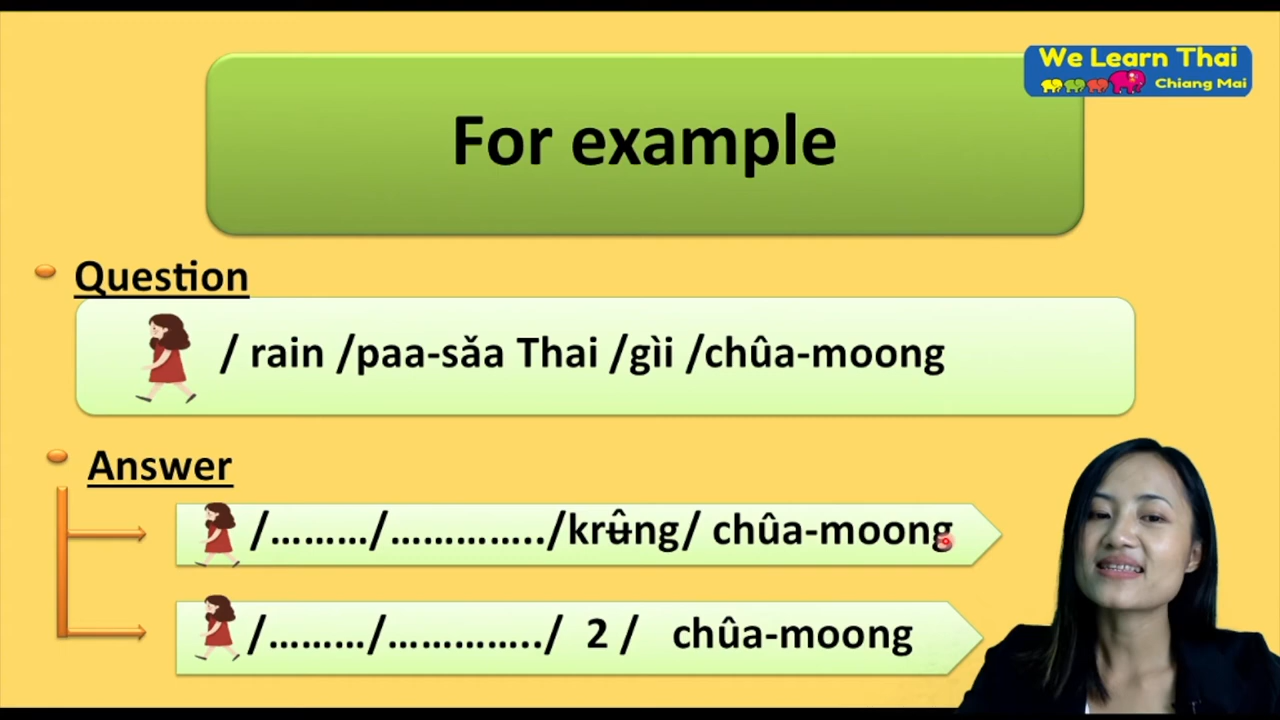 We Learn Thai
Chiang Mai
For example
Question
/ rain /paa-sǎa Thai /gìi /chûa-moong
Answer
/………/…………../krʉ̂ng/ chûa-moong
/………/…………../ 2 / chûa-moong